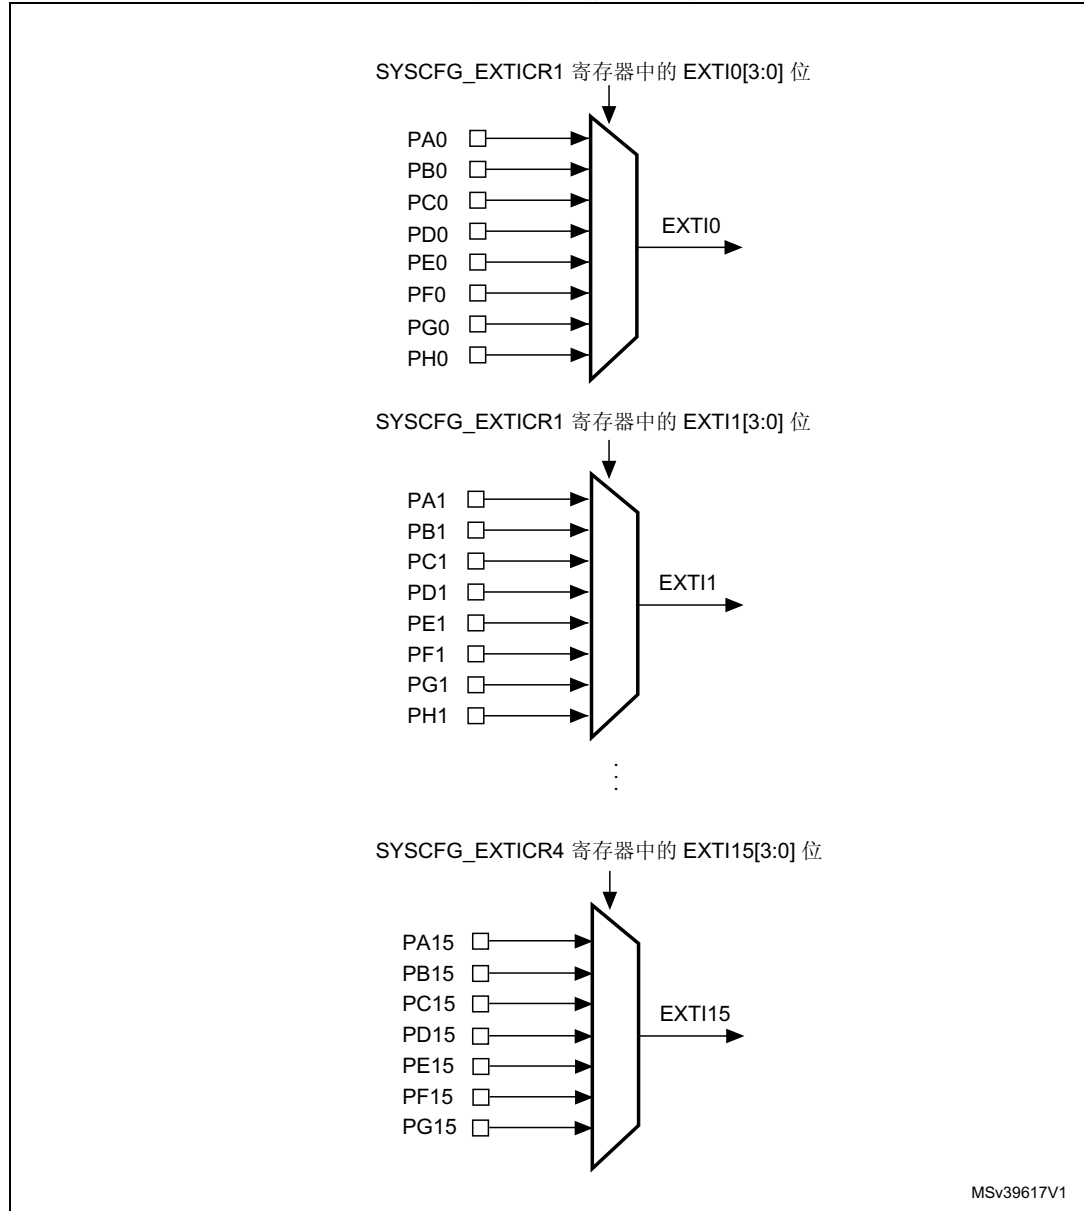 SYSCFG_EXTICR1 寄存器中的 EXTI0[3:0] 位
PA0
PB0
PC0
PD0
PE0
PF0
PG0
PH0
EXTI0
SYSCFG_EXTICR1 寄存器中的 EXTI1[3:0] 位
PA1
PB1
PC1
PD1
PE1
PF1
PG1
PH1
EXTI1
SYSCFG_EXTICR4 寄存器中的 EXTI15[3:0] 位
PA15
PB15
PC15
PD15
PE15
PF15
PG15
EXTI15
MSv39617V1